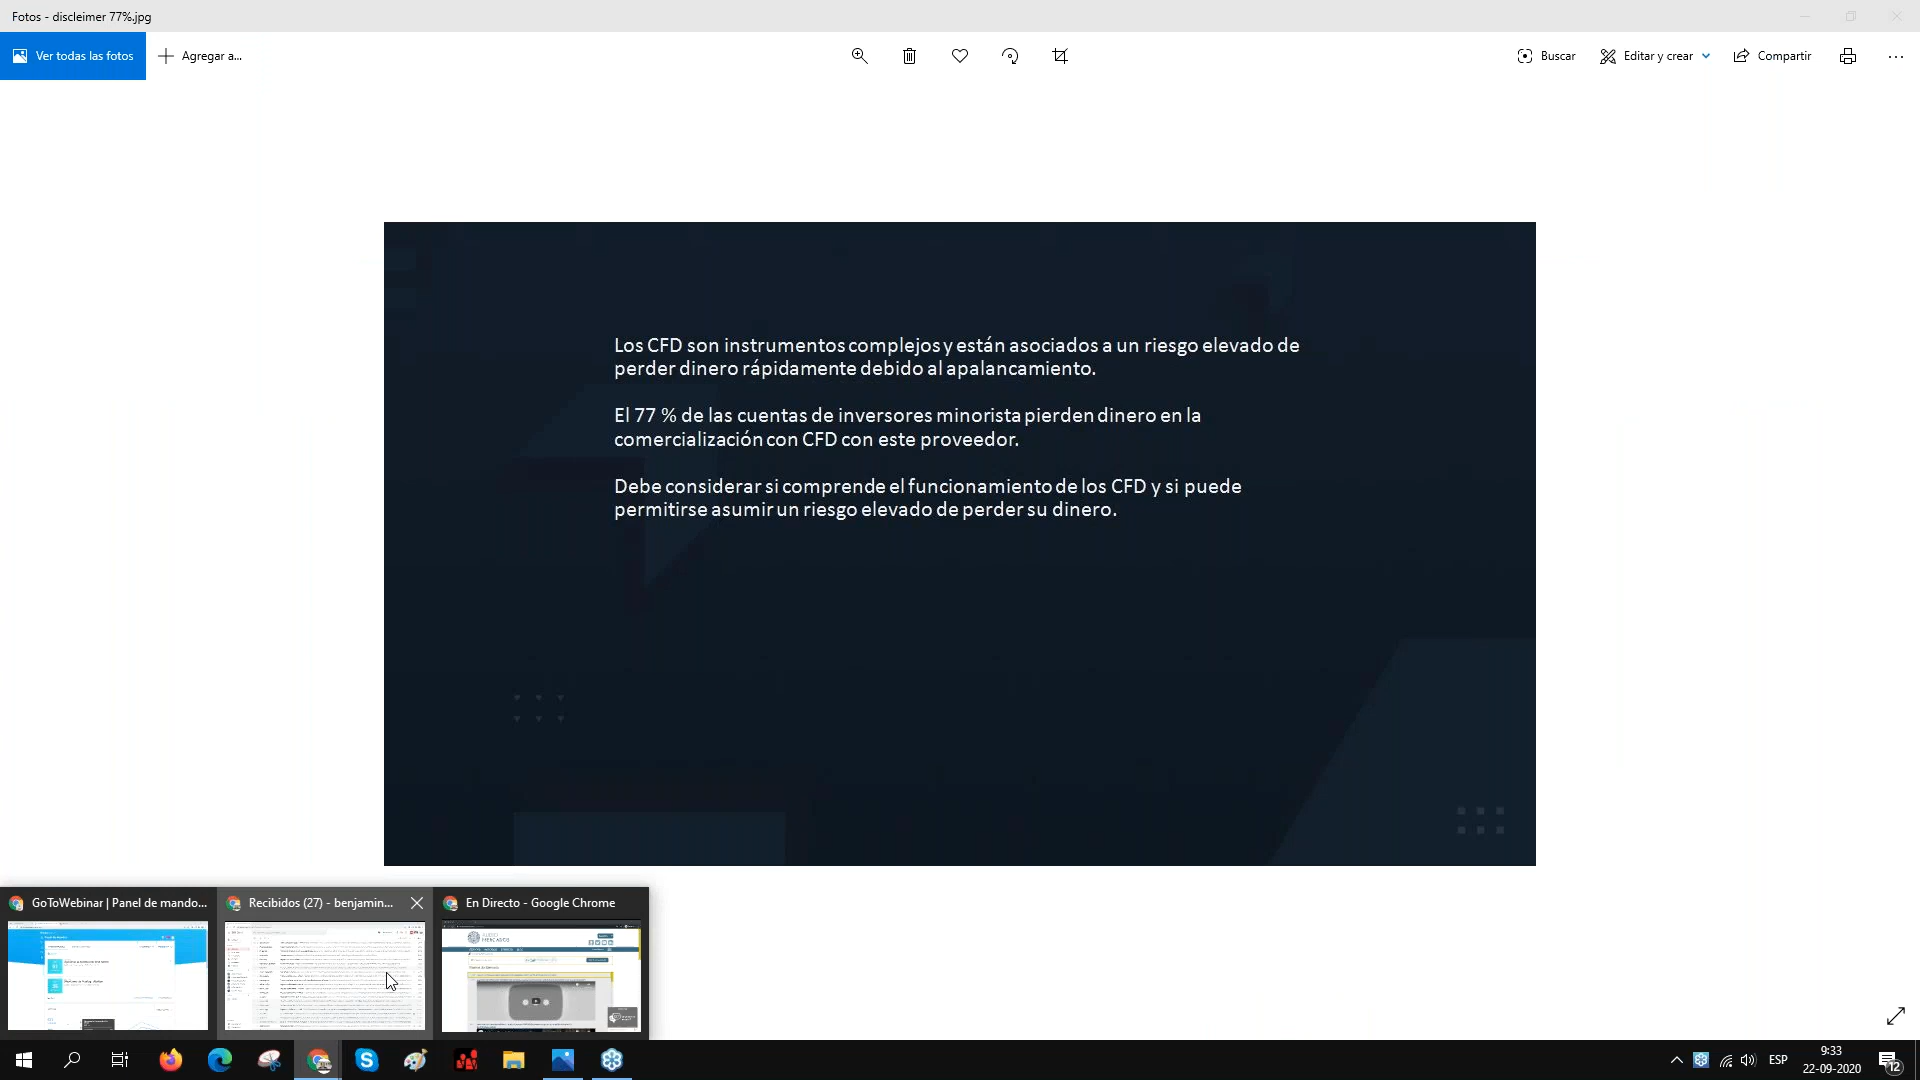 Fotos - discleimer 77%.jpg
Ver todas las fotos
Agregar a...
Buscar
Editar y crear
Compartir
Los CFD son instrumentos complejos y están asociados a un riesgo elevado de
perder dinero rápidamente debido al apalancamiento.
El 77 % de las cuentas de inversores minorista pierden dinero en la
comercialización con CFD con este proveedor.
Debe considerar si comprende el funcionamiento de los CFD y si puede
permitirse asumir un riesgo elevado de perder su dinero.
GoToWebinar | Panel de mando...
Recibidos (27) - benjamin...
En Directo - Google Chrome
ESP
9:33
22-09-2020
12